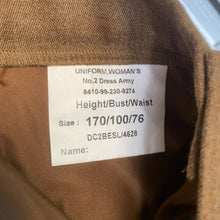 UNIFORM,WOMAN'S
No.2 Dress Army
8410-99-230-9274
Height/Bust/Waist
Size : 170/100/76
DC2BESL/4628
Name: